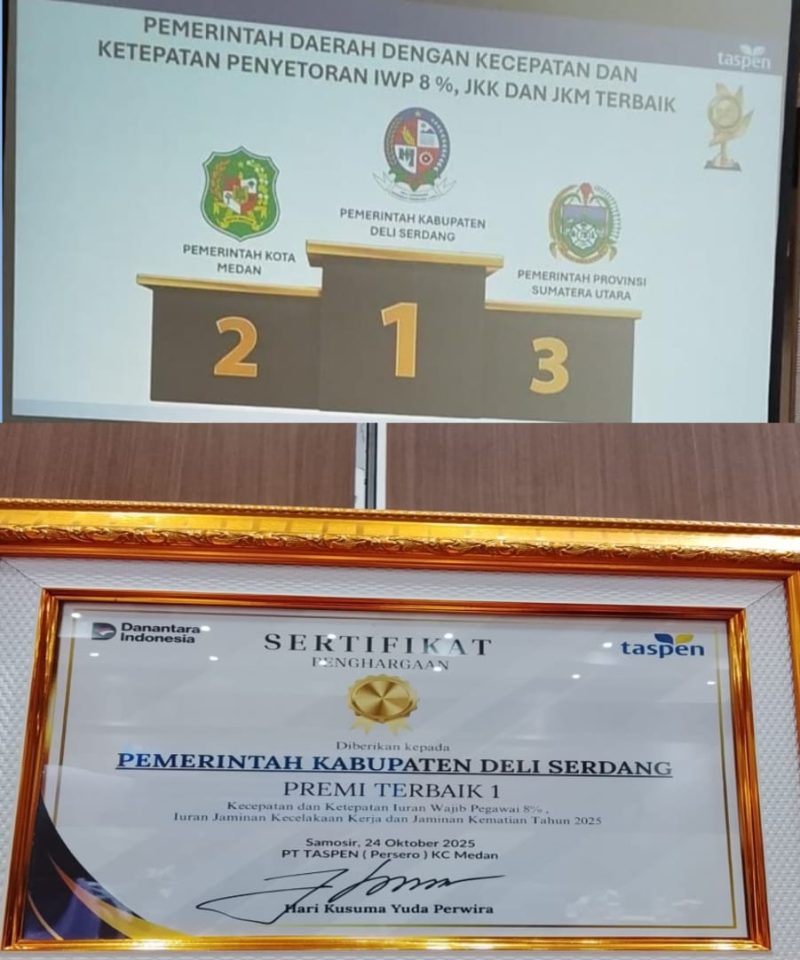 PEMERINTAH DAERAH DENGAN KECEPATAN DAN
KETEPATAN PENYETORAN IWP 8 %, JKK DAN JKM TERBAIK
taspen
PEMERINTAH KOTA
MEDAN
PEMERINTAH KABUPATEN
DELI SERDANG
PEMERINTAH PROVINSI
SUMATERA UTARA
2
1
3
Danantara
Indonesia
SERTIFIKAT
PENGHARGAAN
taspen
Diberikan kepada
PEMERINTAH KABUPATEN DELI SERDANG
PREMI TERBAIK 1
Kecepatan dan Ketepatan Iuran Wajib Pegawai 8% ,
Iuran Jaminan Kecelakaan Kerja dan Jaminan Kematian Tahun 2025
Samosir, 24 Oktober 2025
PT TASPEN ( Persero ) KC Medan
Hari Kusuma Yuda Perwira